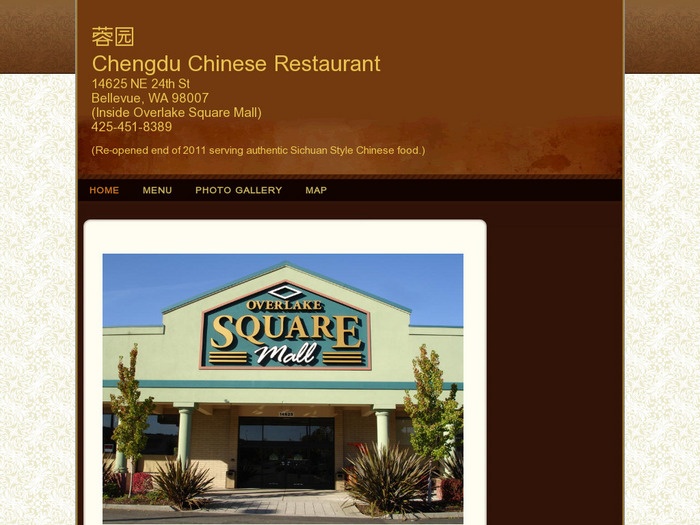 蓉园
Chengdu Chinese Restaurant
14625 NE 24th St
Bellevue, WA 98007
(Inside Overlake Square Mall)
425-451-8389
(Re-opened end of 2011 serving authentic Sichuan Style Chinese food.)
HOME MENU PHOTO GALLERY MAP
OVERLAKE
SQUARE
Mall
14625